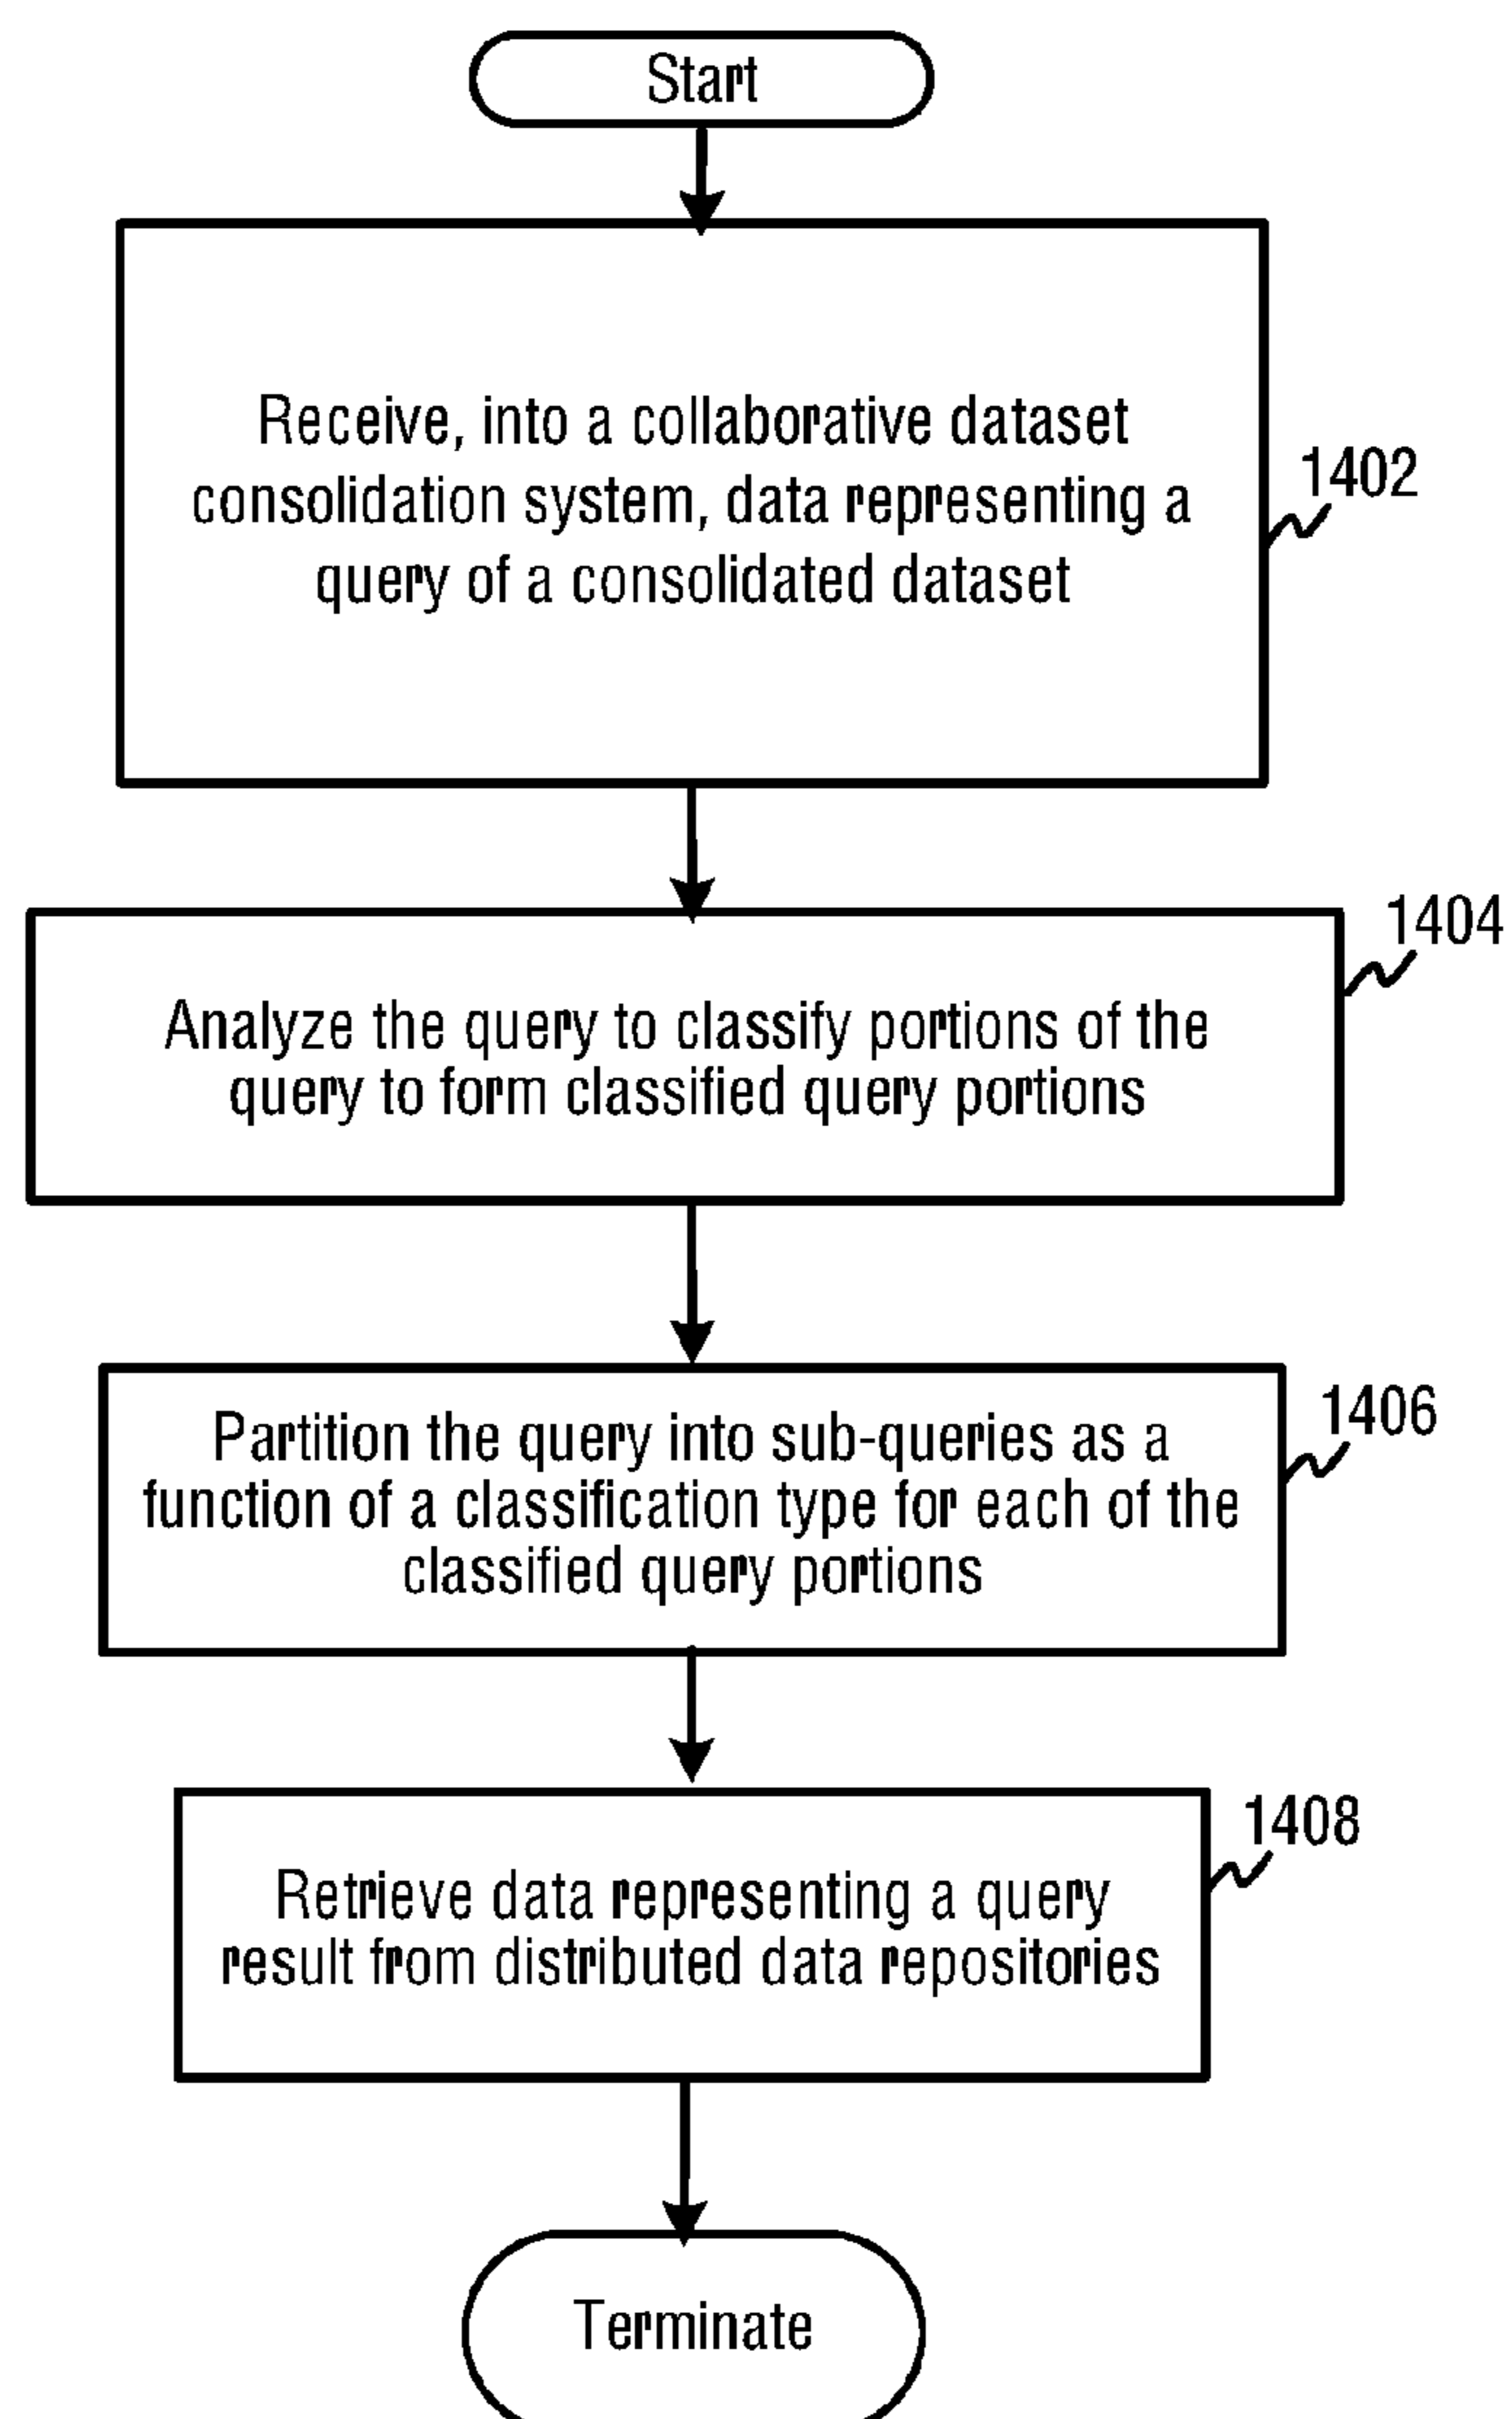 Start
Receive, into a collaborative dataset
consolidation system, data representing a
query of a consolidated dataset
1402
1404
Analyze the query to classify portions of the
query to form classified query portions
1406
Partition the query into sub-queries as a
function of a classification type for each of the
classified query portions
1408
Retrieve data representing a query
result from distributed data repositories
Terminate